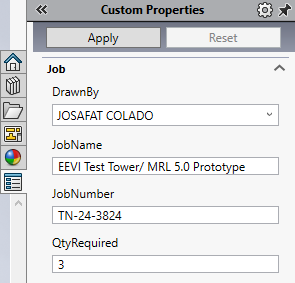 Custom Properties
Apply
Reset
Job
DrawnBy
JOSAFAT COLADO
JobName
EEVI Test Tower/ MRL 5.0 Prototype
JobNumber
TN-24-3824
QtyRequired
3